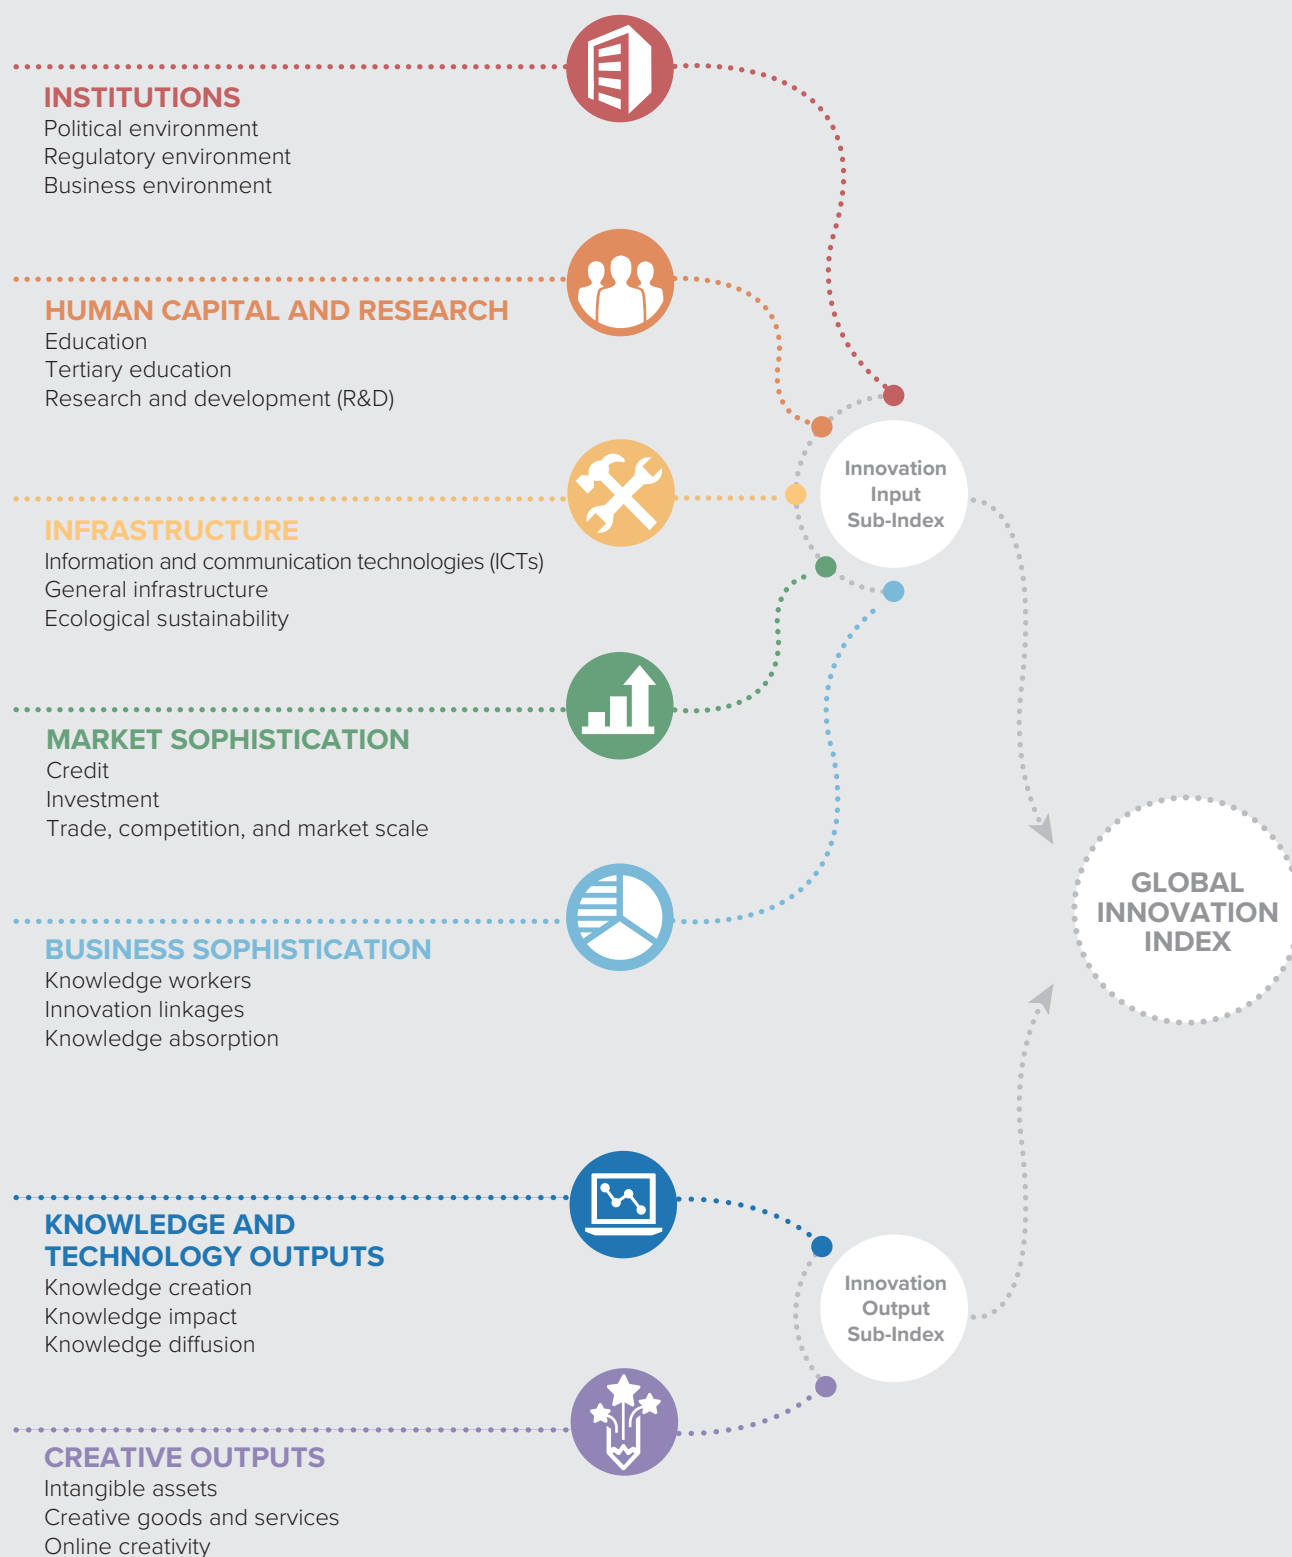 INSTITUTIONS
Political environment
Regulatory environment
Business environment
HUMAN CAPITAL AND RESEARCH
Education
Tertiary education
Research and development (R&D)
INFRASTRUCTURE
Information and communication technologies (ICTs)
General infrastructure
Ecological sustainability
MARKET SOPHISTICATION
Credit
Investment
Trade, competition, and market scale
BUSINESS SOPHISTICATION
Knowledge workers
Innovation linkages
Knowledge absorption
KNOWLEDGE AND
TECHNOLOGY OUTPUTS
Knowledge creation
Knowledge impact
Knowledge diffusion
CREATIVE OUTPUTS
Intangible assets
Creative goods and services
Online creativity
Innovation
Input
Sub-Index
Innovation
Output
Sub-Index
GLOBAL
INNOVATION
INDEX